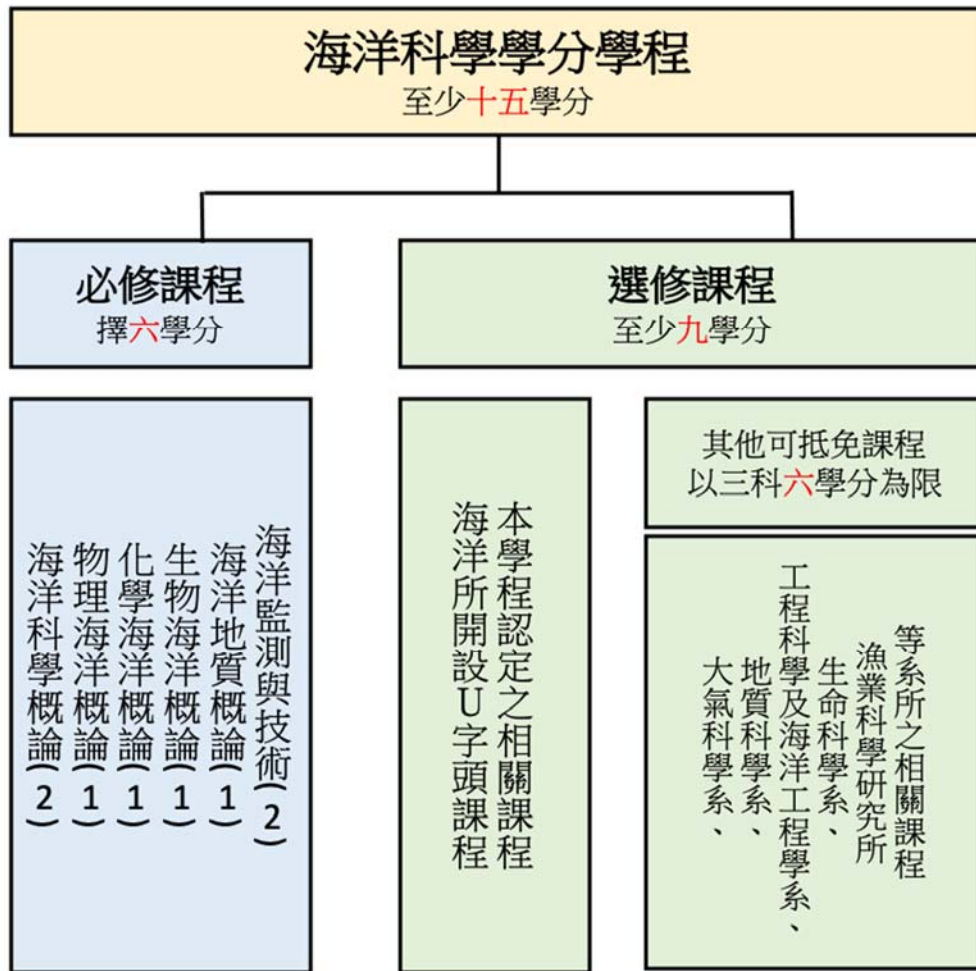 海洋科學學分學程
至少十五學分
必修課程
擇六學分
選修課程
至少九學分
海洋科學概論(2)
物理海洋概論(1)
化學海洋概論(1)
生物海洋概論(1)
海洋地質概論(1)
海洋監測與技術(2)
海洋所開設U字頭課程
本學程認定之相關課程
其他可抵免課程
以三科六學分為限
大氣科學系、
地質科學系、
工程科學及海洋工程學系、
生命科學系、
漁業科學研究所
等系所之相關課程